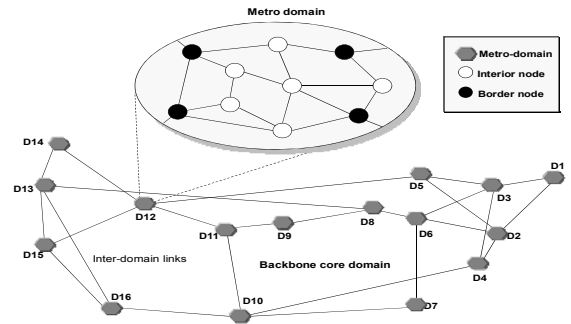 Metro domain
Metro-domain
Interior node
Border node
D14
D13
D12
D5
D1
D3
D11
D9
D8
D6
D2
D15
Inter-domain links
Backbone core domain
D4
D16
D10
D7